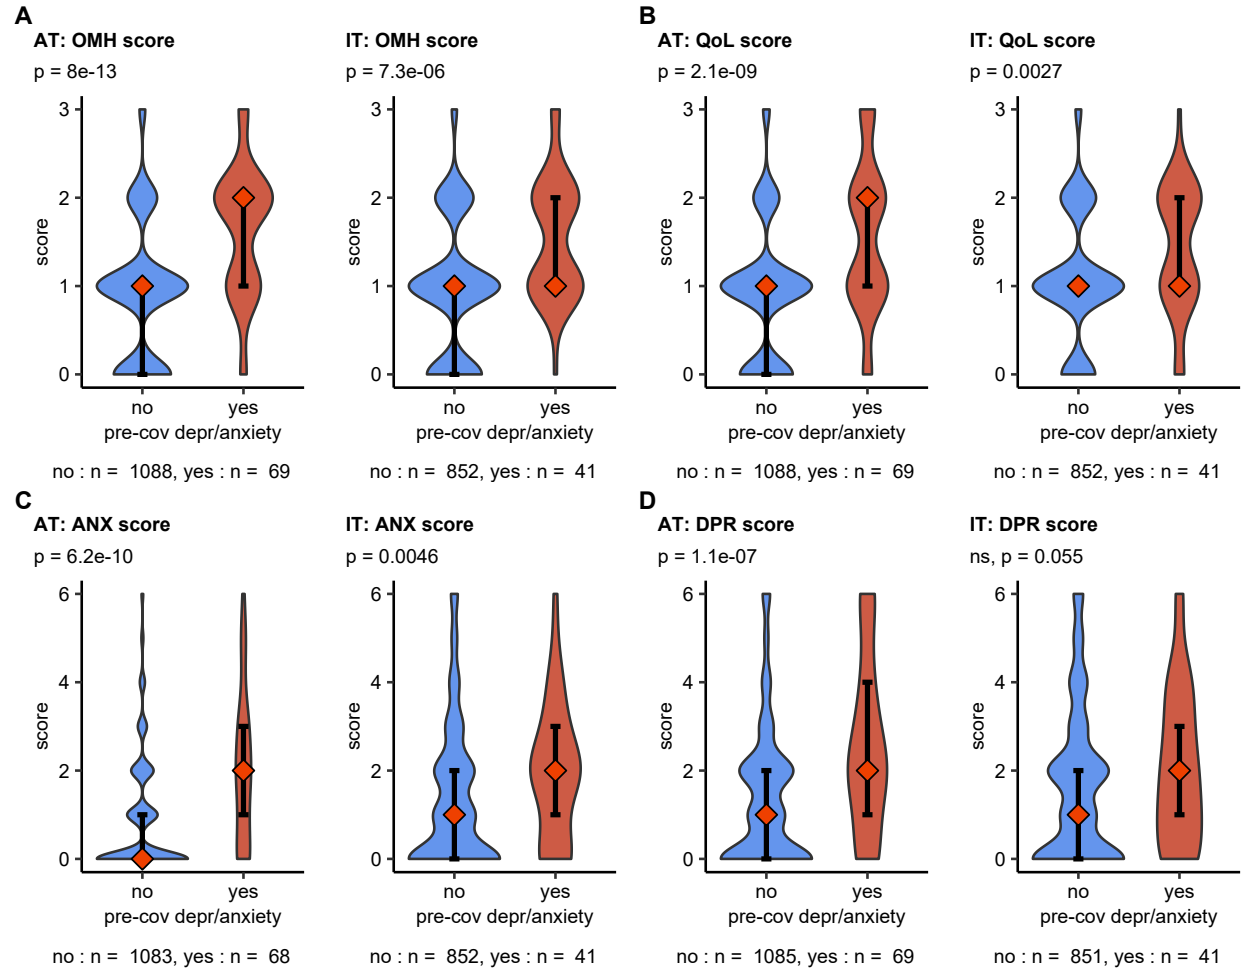 A
AT: OMH score
p = 8e-13
3
2
1
0
score
no
yes
pre-cov depr/anxiety
no : n = 1088, yes : n = 69
IT: OMH score
p = 7.3e-06
3
2
1
0
score
no
yes
pre-cov depr/anxiety
no : n = 852, yes : n = 41
B
AT: QoL score
p = 2.1e-09
3
2
1
0
score
no
yes
pre-cov depr/anxiety
no : n = 1088, yes : n = 69
IT: QoL score
p = 0.0027
3
2
1
0
score
no
yes
pre-cov depr/anxiety
no : n = 852, yes : n = 41
C
AT: ANX score
p = 6.2e-10
6
4
2
0
score
no
yes
pre-cov depr/anxiety
no : n = 1083, yes : n = 68
IT: ANX score
p = 0.0046
6
4
2
0
score
no
yes
pre-cov depr/anxiety
no : n = 852, yes : n = 41
D
AT: DPR score
p = 1.1e-07
6
4
2
0
score
no
yes
pre-cov depr/anxiety
no : n = 1085, yes : n = 69
IT: DPR score
ns, p = 0.055
6
4
2
0
score
no
yes
pre-cov depr/anxiety
no : n = 851, yes : n = 41